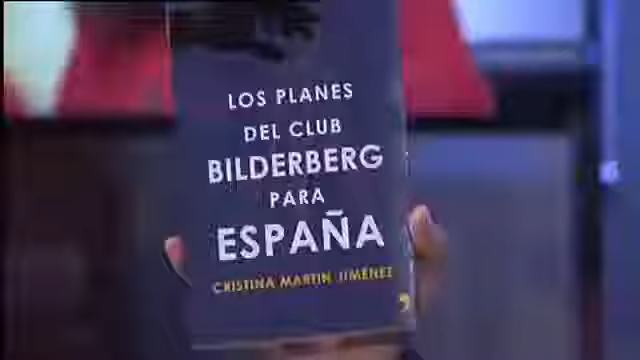 LOS PLANES
DEL CLUB
BILDERBERG
PARA
ESPAÑA
CRISTINA MARTÍN JIMÉNEZ